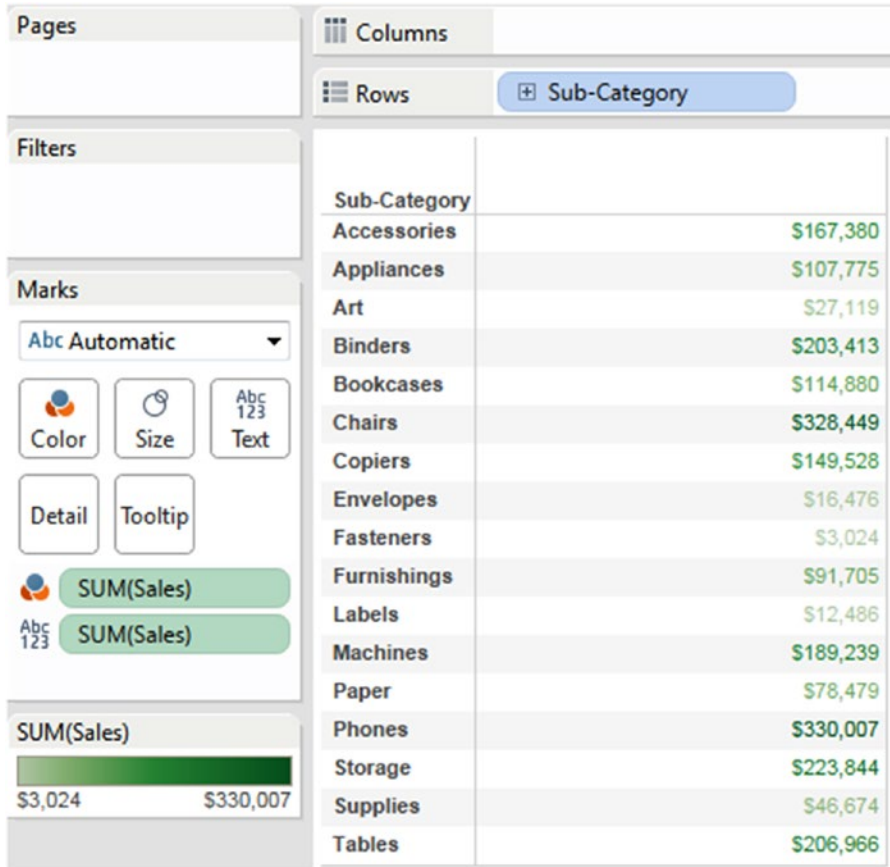 Pages
Columns
Rows
Sub-Category
Filters
Marks
Abc Automatic
Color
Size
Abc
123
Text
Detail
Tooltip
SUM(Sales)
Abc
123
SUM(Sales)
SUM(Sales)
$3,024 $330,007
Sub-Category
Accessories $167,380
Appliances $107,775
Art $27,119
Binders $203,413
Bookcases $114,880
Chairs $328,449
Copiers $149,528
Envelopes $16,476
Fasteners $3,024
Furnishings $91,705
Labels $12,486
Machines $189,239
Paper $78,479
Phones $330,007
Storage $223,844
Supplies $46,674
Tables $206,966